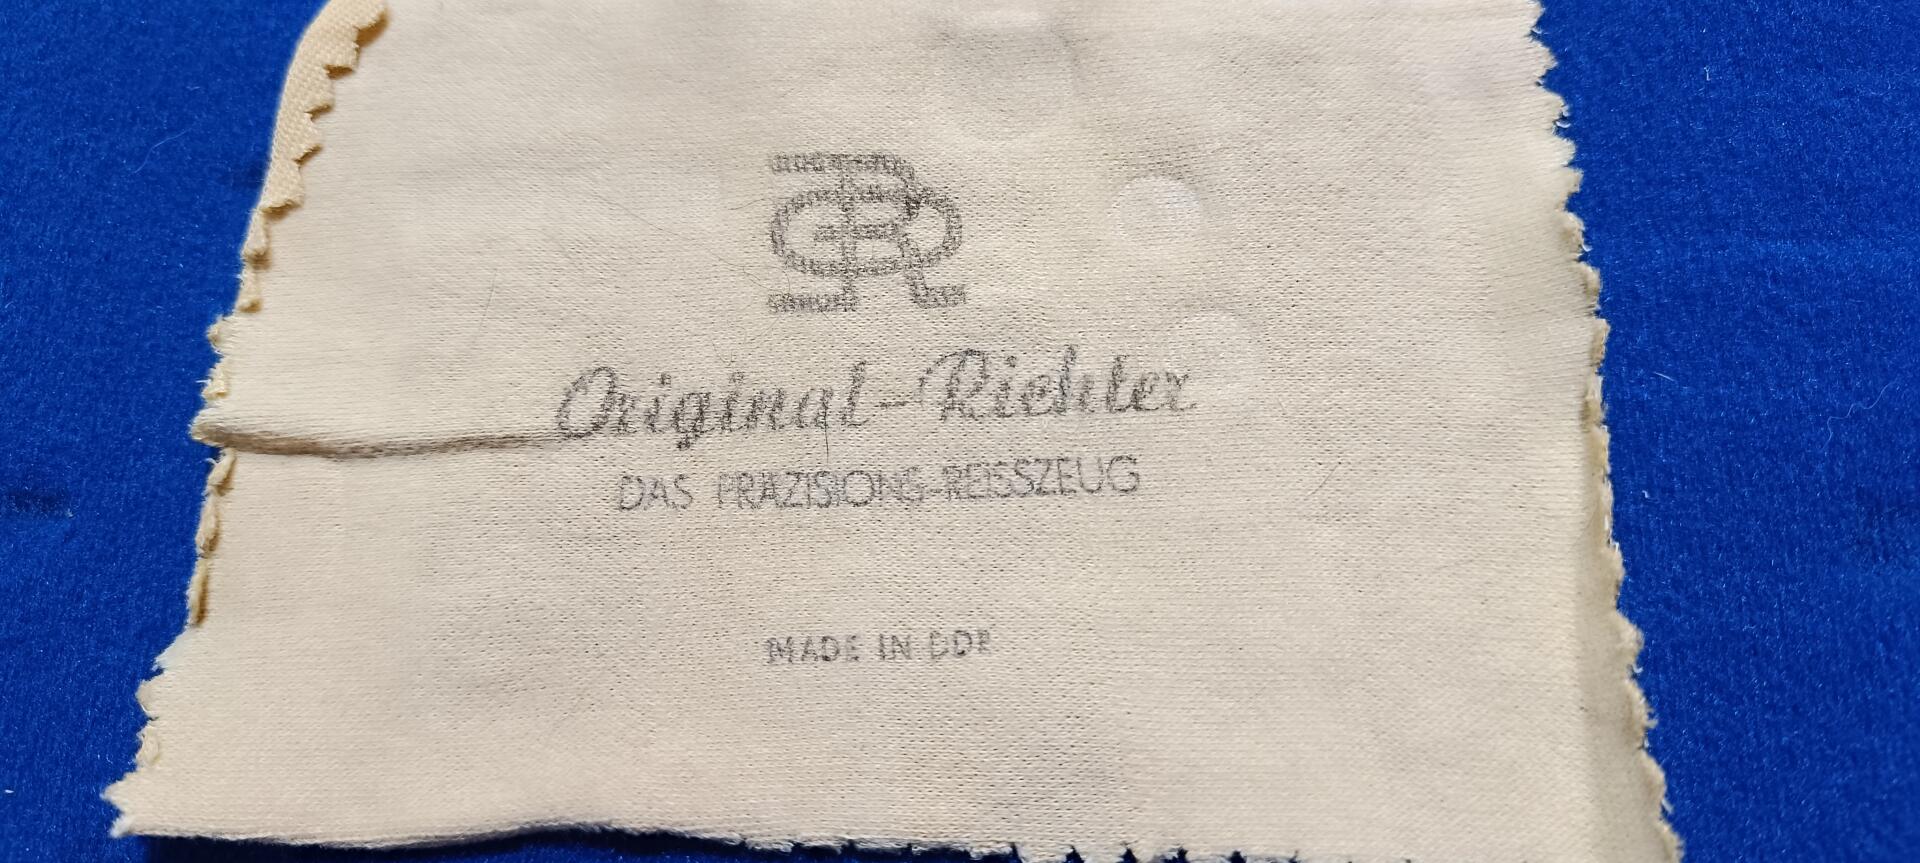 Original-Richter
DAS PRÄZISIONS-REISSZEUG
MADE IN DDR